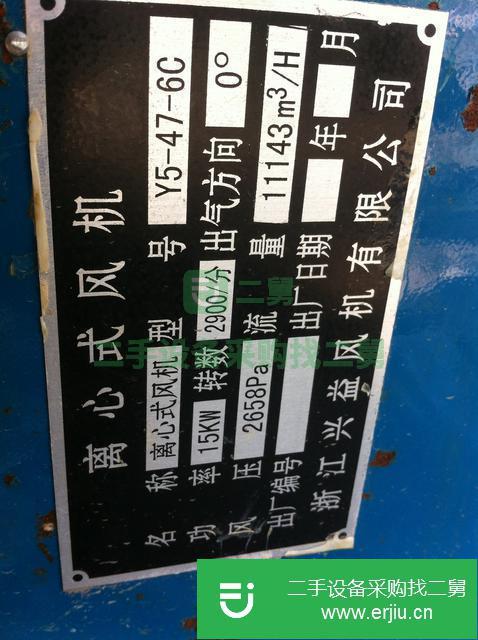 离心式风机
名称 离心式风机 型号 Y5-47-6C
功率 15KW 转数 2900/分 出气方向 0°
风压 2658Pa 流量 11143m³/H
出厂编号 出厂日期 年 月
浙江兴益风机有限公司
二舅
二手设备采购找二舅
二手设备采购找二舅
www.erjiu.cn